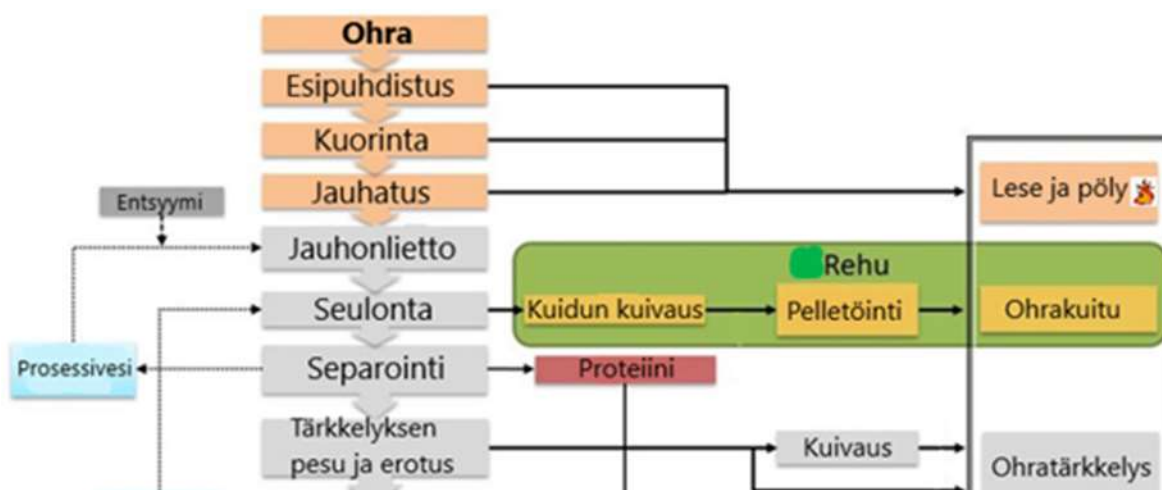 Ohra
Esipuhdistus
Kuorinta
Jauhatus
Lese ja pöly
Entsyymi
Jauhonlietto
Rehu
Seulonta
Kuidun kuivaus
Pelletöinti
Ohrakuitu
Prosessivesi
Separointi
Proteiini
Tärkkelyksen
pesu ja erotus
Kuivaus
Ohratärkkelys